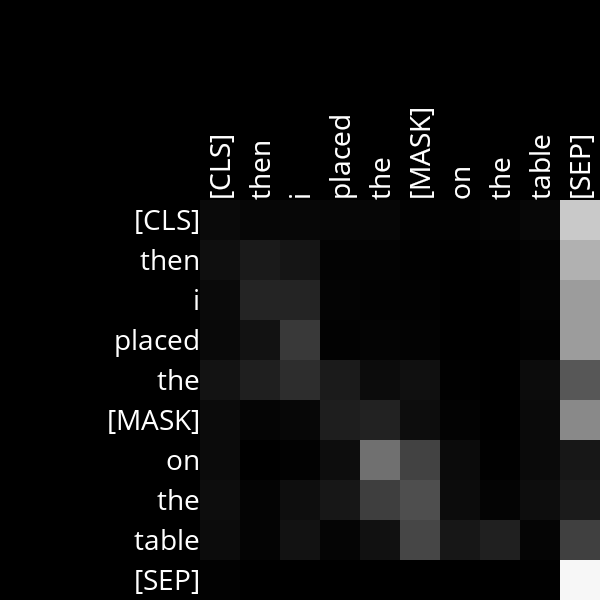 [CLS] then i placed the [MASK] on the table [SEP]
[CLS]
then
i
placed
the
[MASK]
on
the
table
[SEP]